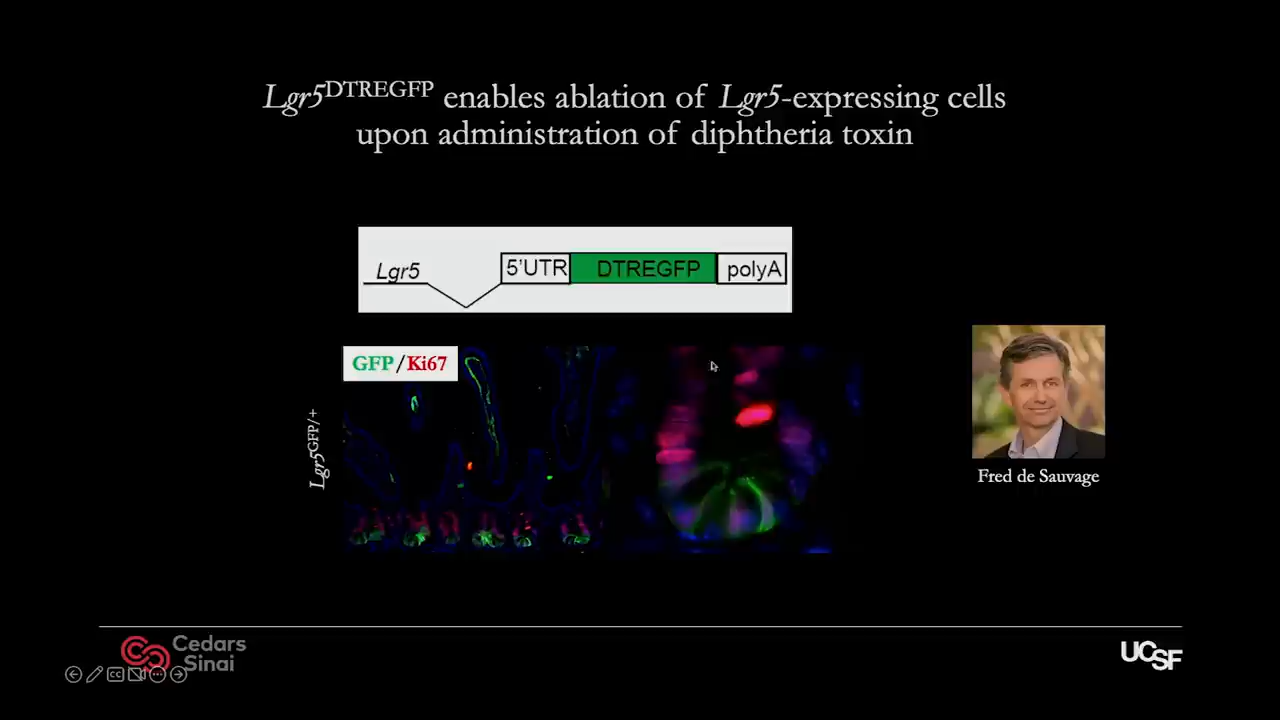 Lgr5DTREGFP enables ablation of Lgr5-expressing cells
upon administration of diphtheria toxin
Lgr5
5'UTR
DTREGFP
polyA
GFP/Ki67
Lgr5GFP/+
Fred de Sauvage
Cedars
Sinai
CC
UCSF